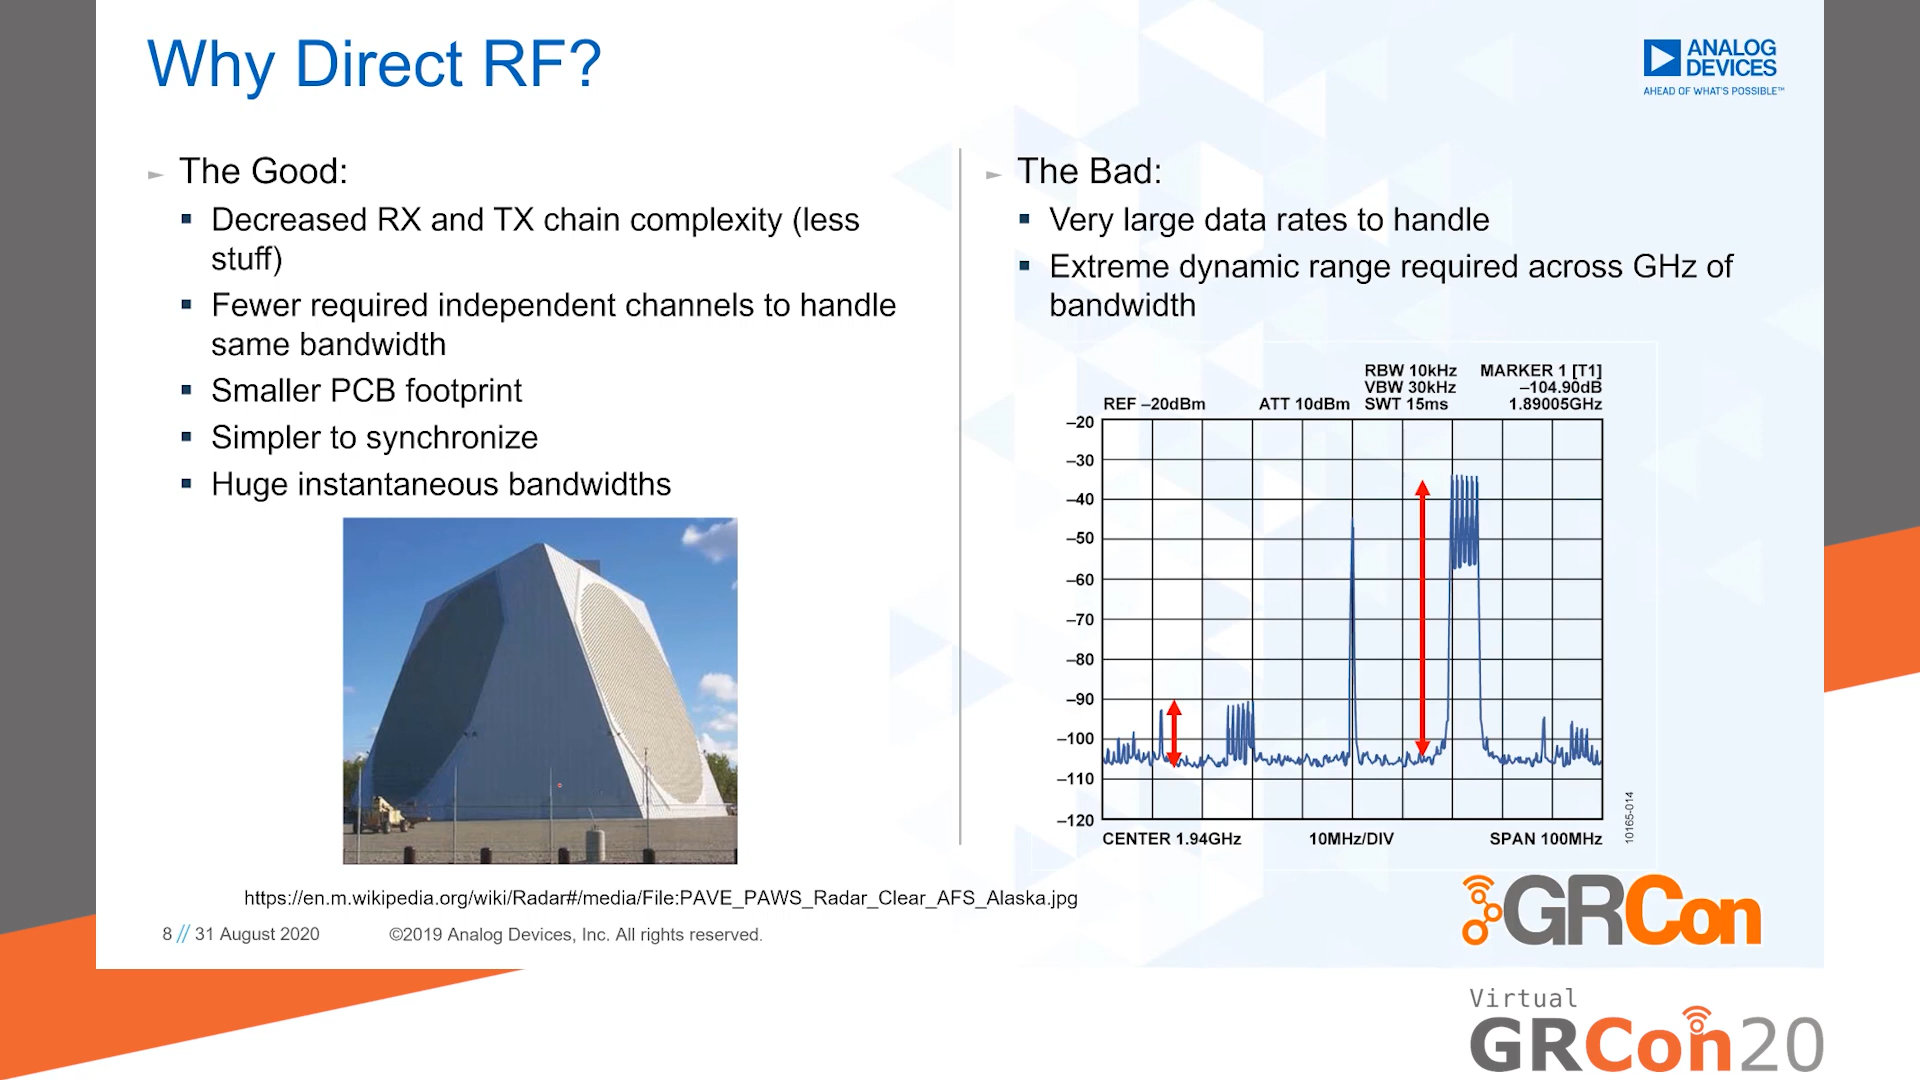 Why Direct RF?
ANALOG
DEVICES
AHEAD OF WHAT'S POSSIBLE™
► The Good:
▪ Decreased RX and TX chain complexity (less
stuff)
▪ Fewer required independent channels to handle
same bandwidth
▪ Smaller PCB footprint
▪ Simpler to synchronize
▪ Huge instantaneous bandwidths
https://en.m.wikipedia.org/wiki/Radar#/media/File:PAVE_PAWS_Radar_Clear_AFS_Alaska.jpg
► The Bad:
▪ Very large data rates to handle
▪ Extreme dynamic range required across GHz of
bandwidth
RBW 10kHz MARKER 1 [T1]
VBW 30kHz –104.90dB
REF –20dBm ATT 10dBm SWT 15ms 1.89005GHz
–20
–30
–40
–50
–60
–70
–80
–90
–100
–110
–120
CENTER 1.94GHz 10MHz/DIV SPAN 100MHz
10165-014
8 // 31 August 2020 ©2019 Analog Devices, Inc. All rights reserved.
GRCon
Virtual
GRCon20